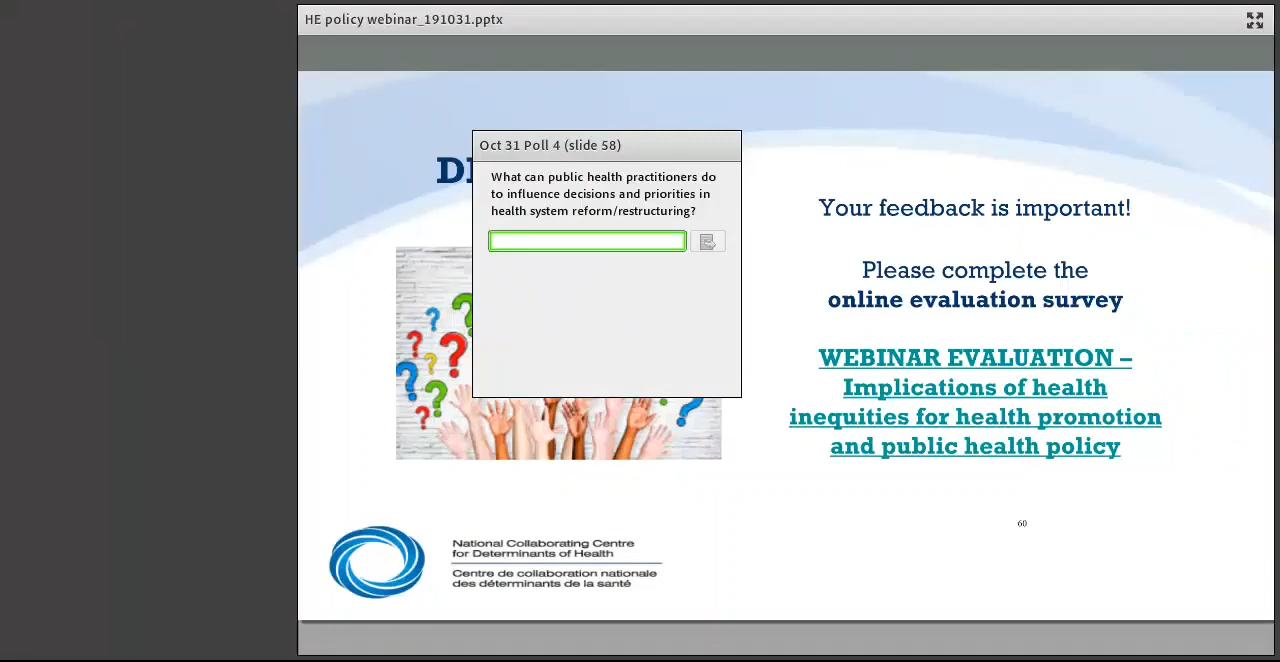 HE policy webinar_191031.pptx
Oct 31 Poll 4 (slide 58)
What can public health practitioners do
to influence decisions and priorities in
health system reform/restructuring?
Your feedback is important!
Please complete the
online evaluation survey
WEBINAR EVALUATION –
Implications of health
inequities for health promotion
and public health policy
60
National Collaborating Centre
for Determinants of Health
Centre de collaboration nationale
des déterminants de la santé